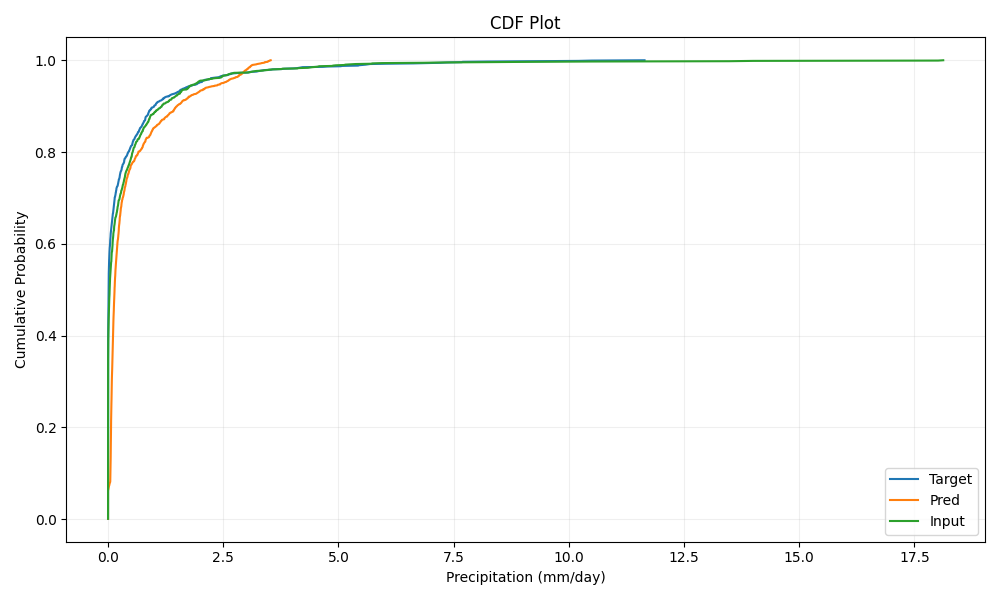 CDF Plot
1.0
0.8
0.6
0.4
0.2
0.0
Cumulative Probability
0.0 2.5 5.0 7.5 10.0 12.5 15.0 17.5
Precipitation (mm/day)
Target
Pred
Input